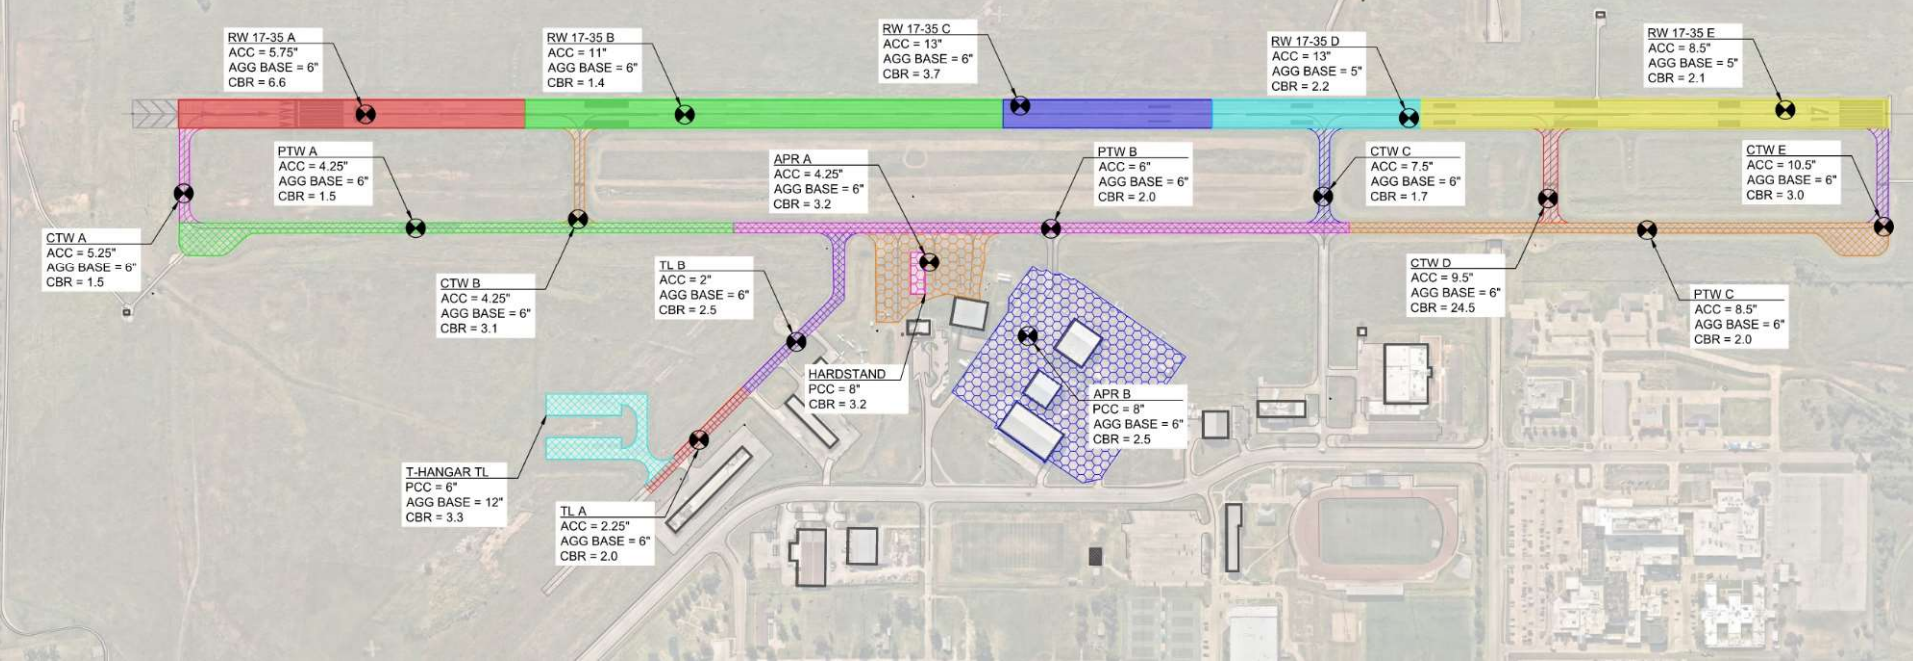 RW 17-35 A
ACC = 5.75"
AGG BASE = 6"
CBR = 6.6
RW 17-35 B
ACC = 11"
AGG BASE = 6"
CBR = 1.4
RW 17-35 C
ACC = 13"
AGG BASE = 6"
CBR = 3.7
RW 17-35 D
ACC = 13"
AGG BASE = 5"
CBR = 2.2
RW 17-35 E
ACC = 8.5"
AGG BASE = 5"
CBR = 2.1
PTW A
ACC = 4.25"
AGG BASE = 6"
CBR = 1.5
APR A
ACC = 4.25"
AGG BASE = 6"
CBR = 3.2
PTW B
ACC = 6"
AGG BASE = 6"
CBR = 2.0
CTW C
ACC = 7.5"
AGG BASE = 6"
CBR = 1.7
CTW E
ACC = 10.5"
AGG BASE = 6"
CBR = 3.0
CTW A
ACC = 5.25"
AGG BASE = 6"
CBR = 1.5
CTW B
ACC = 4.25"
AGG BASE = 6"
CBR = 3.1
TL B
ACC = 2"
AGG BASE = 6"
CBR = 2.5
CTW D
ACC = 9.5"
AGG BASE = 6"
CBR = 24.5
PTW C
ACC = 8.5"
AGG BASE = 6"
CBR = 2.0
HARDSTAND
PCC = 8"
CBR = 3.2
APR B
PCC = 8"
AGG BASE = 6"
CBR = 2.5
T-HANGAR TL
PCC = 6"
AGG BASE = 12"
CBR = 3.3
TL A
ACC = 2.25"
AGG BASE = 6"
CBR = 2.0
17